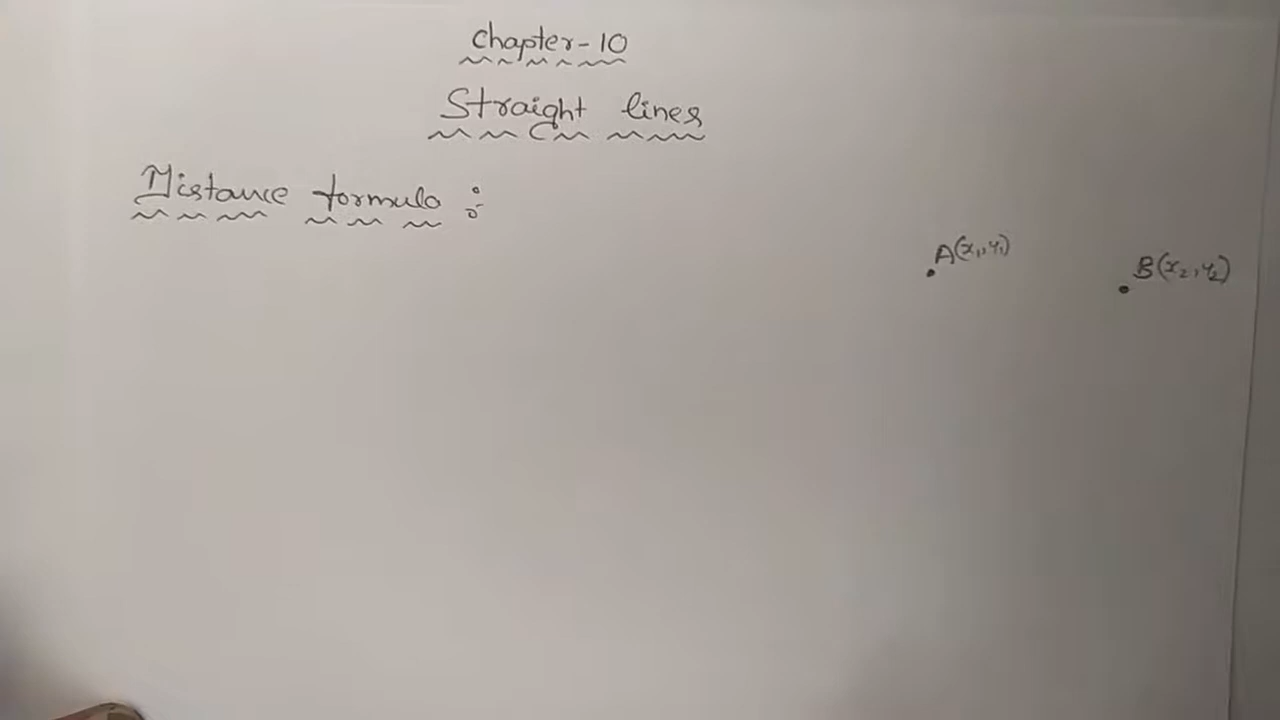 Chapter-10
Straight lines
Distance formula :-
A(x₁,y₁)
B(x₂,y₂)